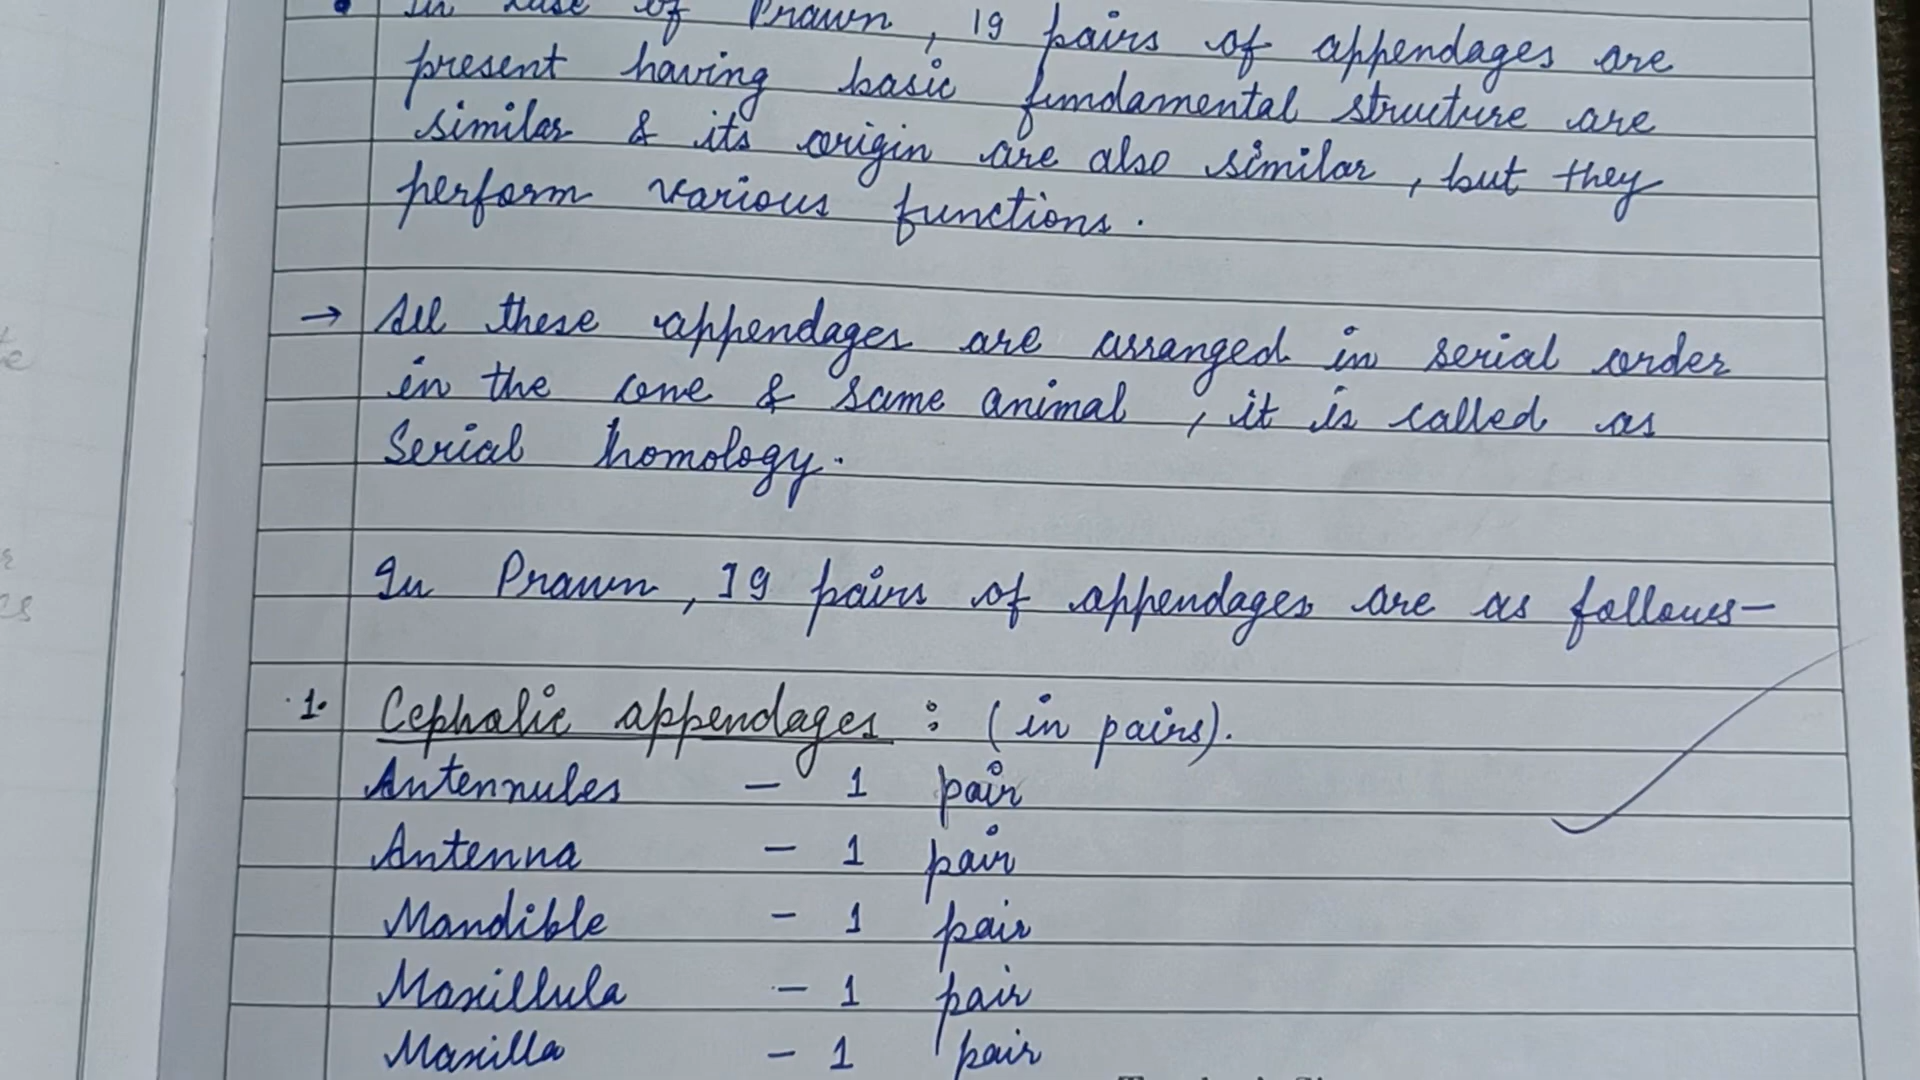 In case of Prawn, 19 pairs of appendages are
present having basic fundamental structure are
similar & its origin are also similar, but they
perform various functions.
→ All these appendages are arranged in serial order
in the one & same animal, it is called as
Serial homology.
In Prawn, 19 pairs of appendages are as follows-
1. Cephalic appendages : (in pairs).
Antennules - 1 pair
Antenna - 1 pair
Mandible - 1 pair
Maxillula - 1 pair
Maxilla - 1 pair